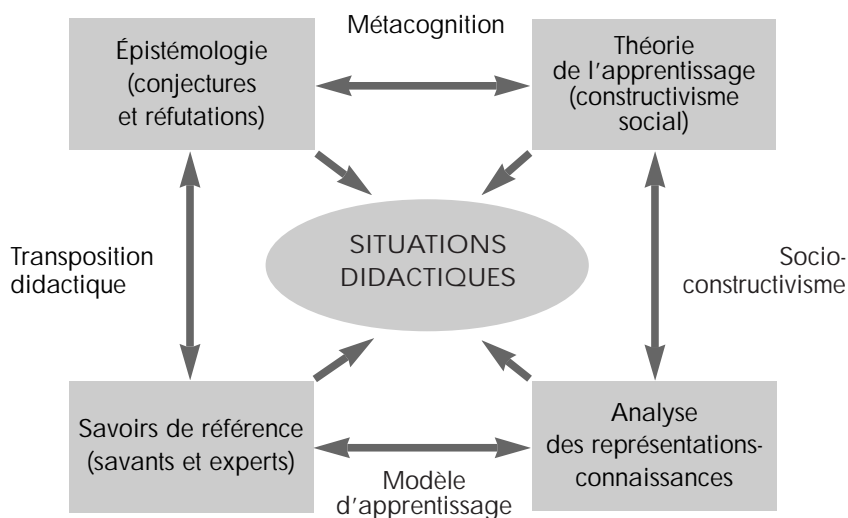 Métacognition
Épistémologie
(conjectures
et réfutations)
Théorie
de l'apprentissage
(constructivisme
social)
Transposition
didactique
SITUATIONS
DIDACTIQUES
Socio-
constructivisme
Savoirs de référence
(savants et experts)
Modèle
d'apprentissage
Analyse
des représentations-
connaissances